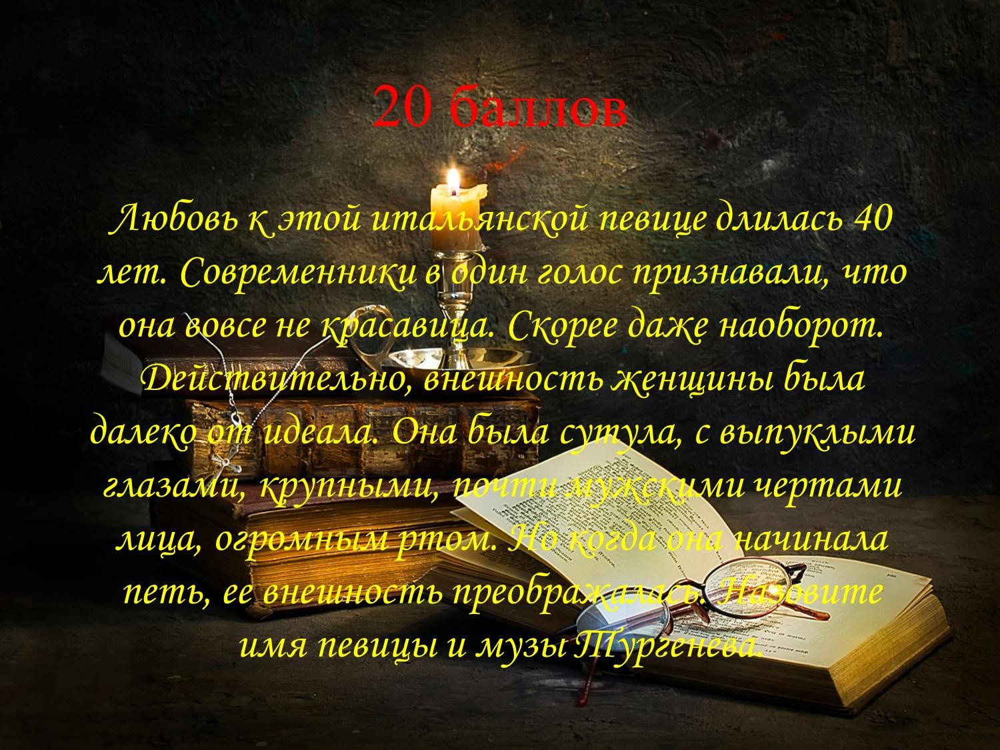 20 баллов
Любовь к этой итальянской певице длилась 40
лет. Современники в один голос признавали, что
она вовсе не красавица. Скорее даже наоборот.
Действительно, внешность женщины была
далеко от идеала. Она была сутула, с выпуклыми
глазами, крупными, почти мужскими чертами
лица, огромным ртом. Но когда она начинала
петь, ее внешность преображалась. Назовите
имя певицы и музы Тургенева.